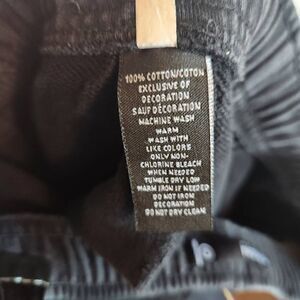 100% COTTON/COTON
EXCLUSIVE OF
DECORATION
SAUF DÉCORATION
MACHINE WASH
WARM
WASH WITH
LIKE COLORS
ONLY NON-
CHLORINE BLEACH
WHEN NEEDED
TUMBLE DRY LOW
WARM IRON IF NEEDED
DO NOT IRON
DECORATION
DO NOT DRY CLEAN